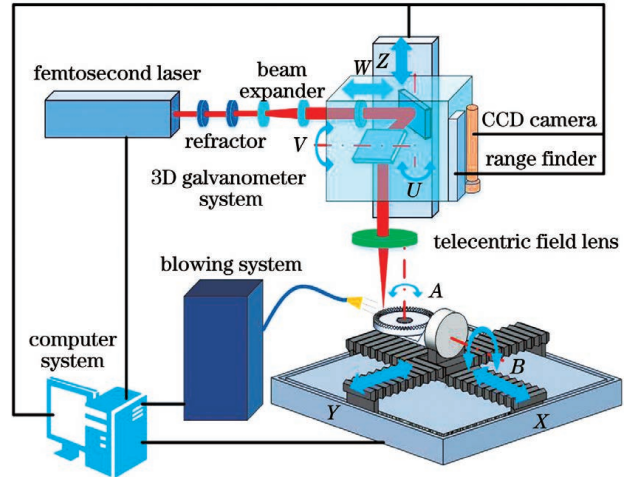 Z
femtosecond laser
beam
expander
W
CCD camera
refractor
V
range finder
3D galvanometer
system
U
telecentric field lens
blowing system
A
computer
system
B
Y
X